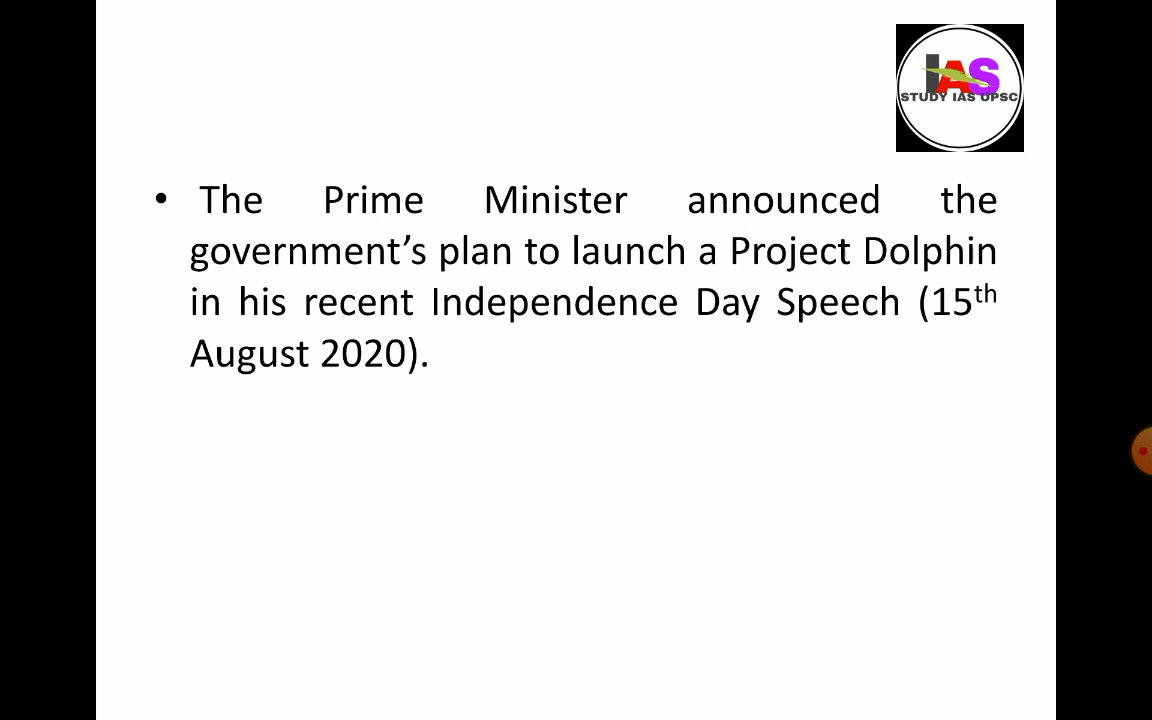 IAS
STUDY IAS UPSC
• The Prime Minister announced the
government’s plan to launch a Project Dolphin
in his recent Independence Day Speech (15th
August 2020).